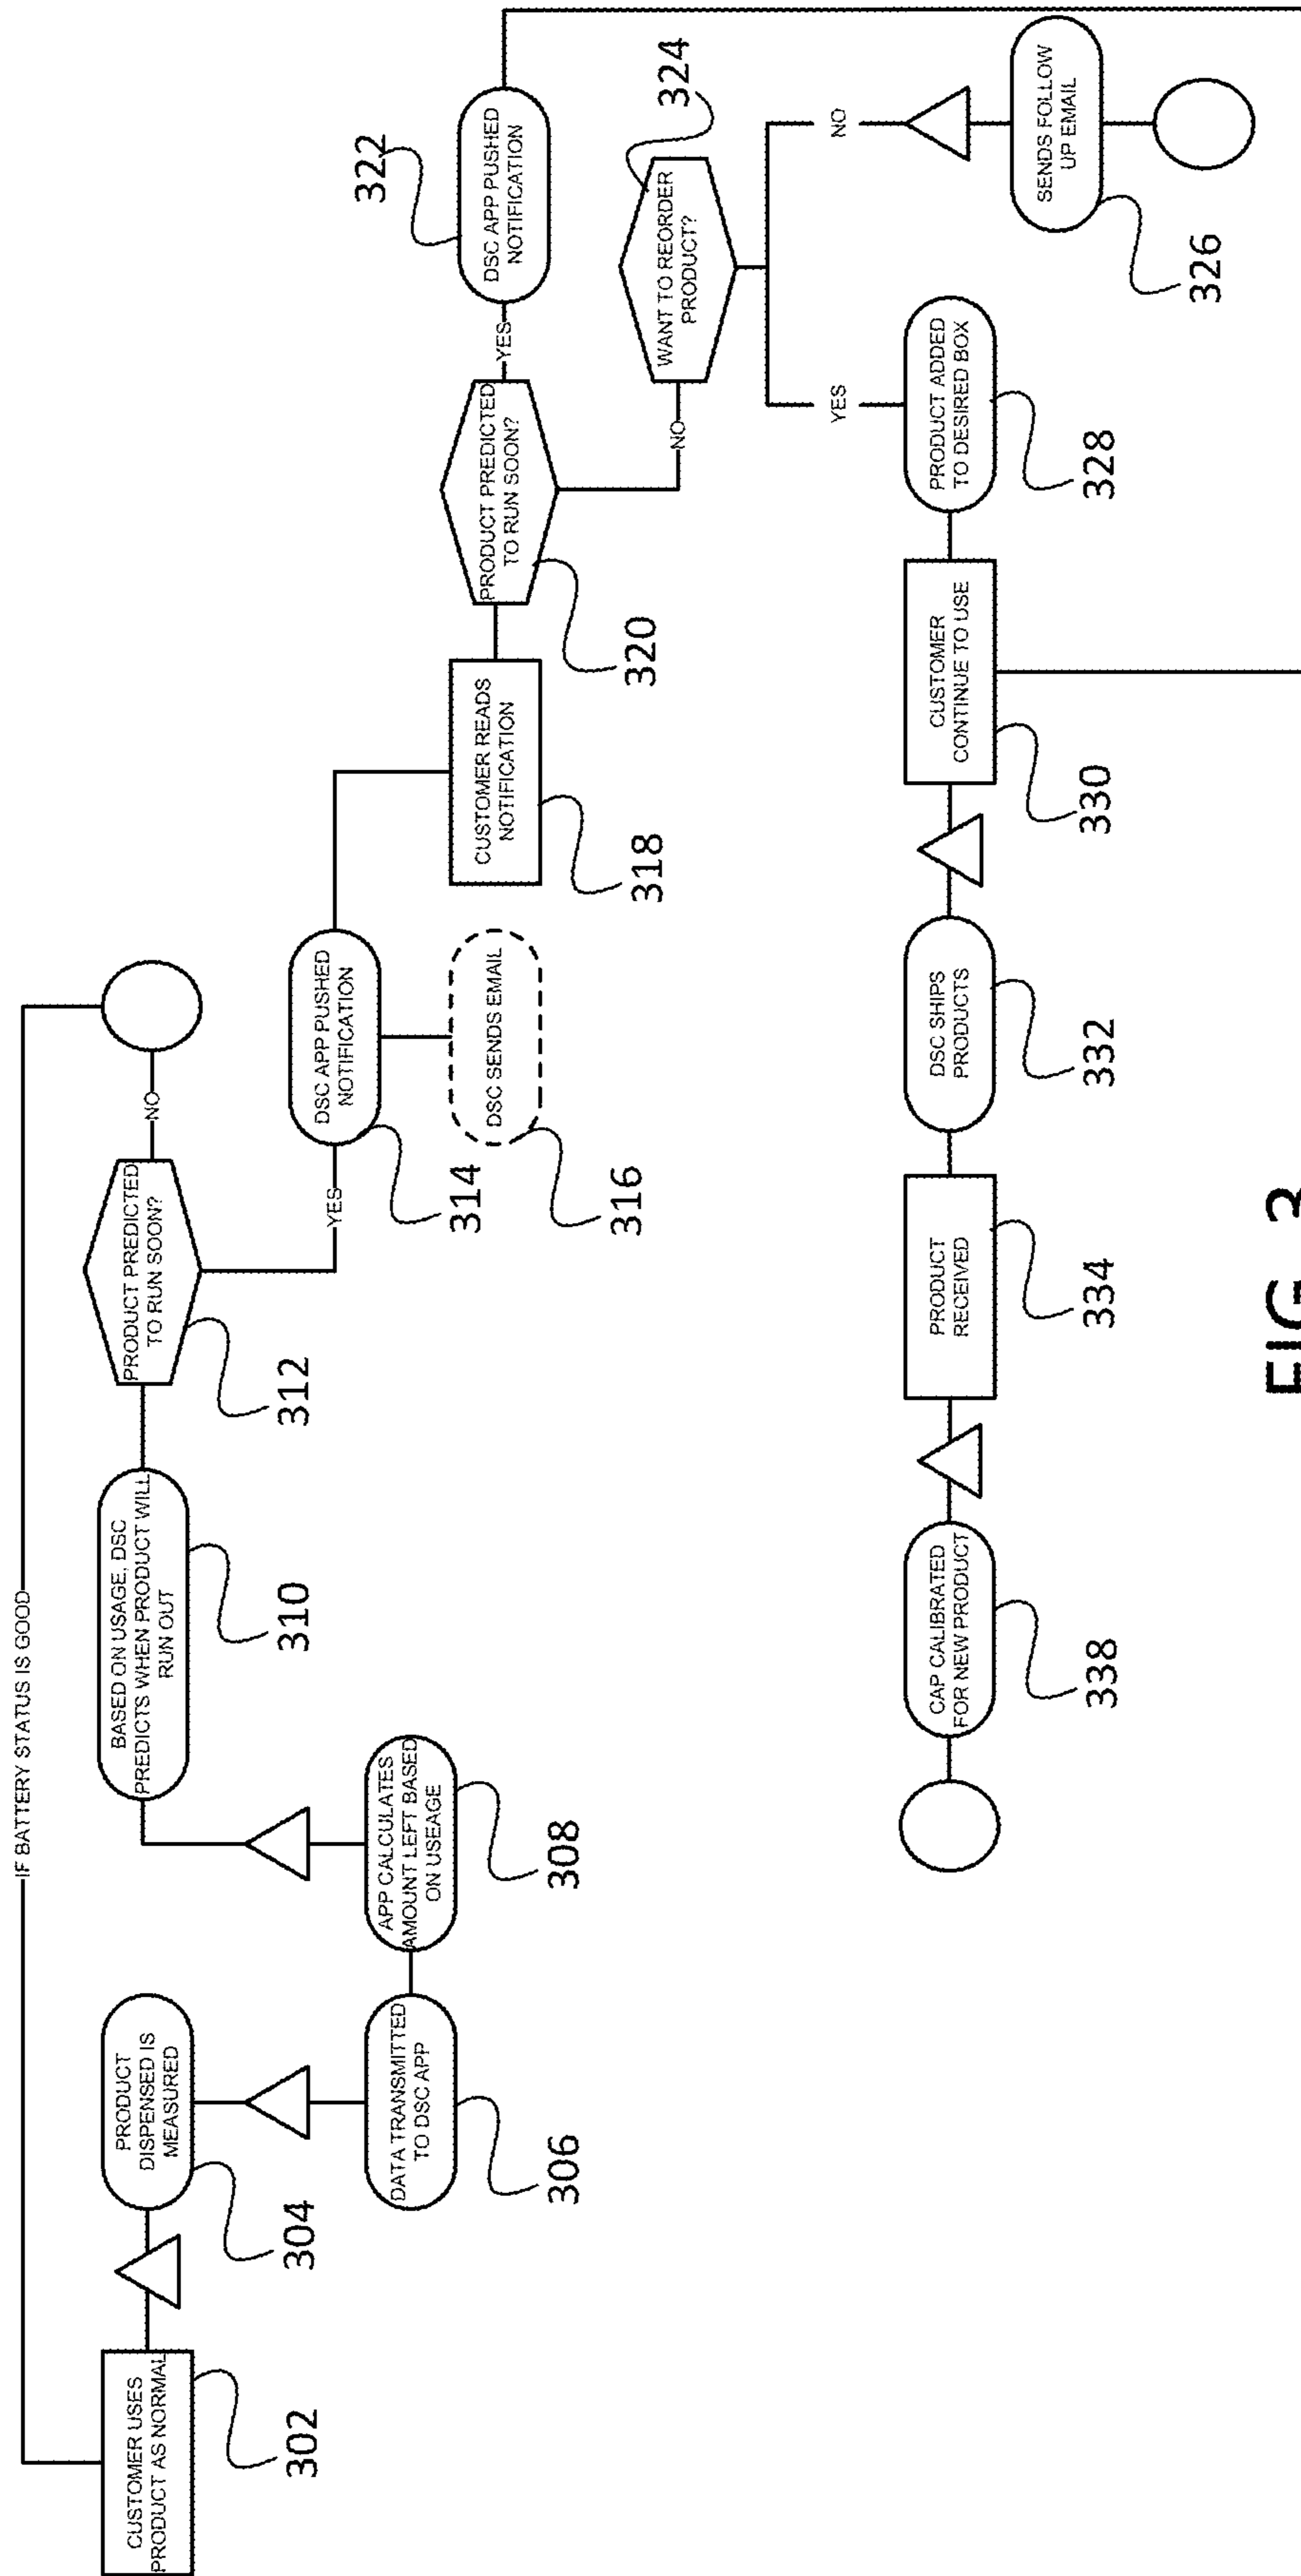 IF BATTERY STATUS IS GOOD
CUSTOMER USES
PRODUCT AS NORMAL
302
PRODUCT
DISPENSED IS
MEASURED
304
DATA TRANSMITTED
TO DSC APP
306
APP CALCULATES
AMOUNT LEFT BASED
ON USEAGE
308
BASED ON USAGE, DSC
PREDICTS WHEN PRODUCT WILL
RUN OUT
310
PRODUCT PREDICTED
TO RUN SOON?
312
NO
YES
DSC APP PUSHED
NOTIFICATION
314
DSC SENDS EMAIL
316
CUSTOMER READS
NOTIFICATION
318
PRODUCT PREDICTED
TO RUN SOON?
320
YES
NO
DSC APP PUSHED
NOTIFICATION
322
WANT TO REORDER
PRODUCT?
324
NO
YES
SENDS FOLLOW
UP EMAIL
326
PRODUCT ADDED
TO DESIRED BOX
328
CUSTOMER
CONTINUE TO USE
330
DSC SHIPS
PRODUCTS
332
PRODUCT
RECEIVED
334
CAP CALIBRATED
FOR NEW PRODUCT
338
FIG. 3